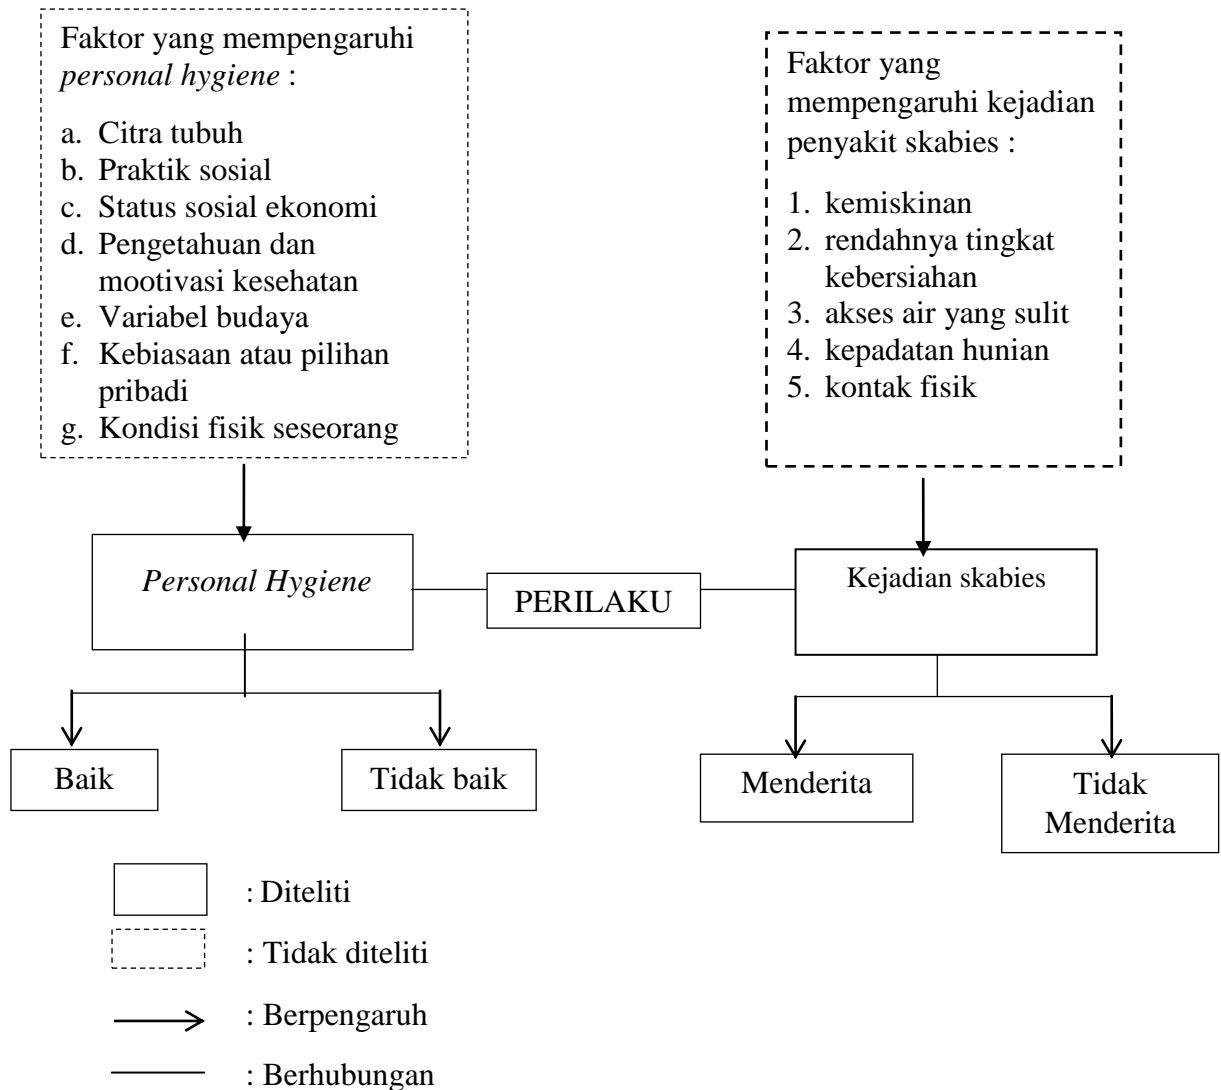 Faktor yang mempengaruhi
personal hygiene :
a. Citra tubuh
b. Praktik sosial
c. Status sosial ekonomi
d. Pengetahuan dan
mootivasi kesehatan
e. Variabel budaya
f. Kebiasaan atau pilihan
pribadi
g. Kondisi fisik seseorang
Faktor yang
mempengaruhi kejadian
penyakit skabies :
1. kemiskinan
2. rendahnya tingkat
kebersiahan
3. akses air yang sulit
4. kepadatan hunian
5. kontak fisik
Personal Hygiene
PERILAKU
Kejadian skabies
Baik
Tidak baik
Menderita
Tidak
Menderita
: Diteliti
: Tidak diteliti
: Berpengaruh
: Berhubungan